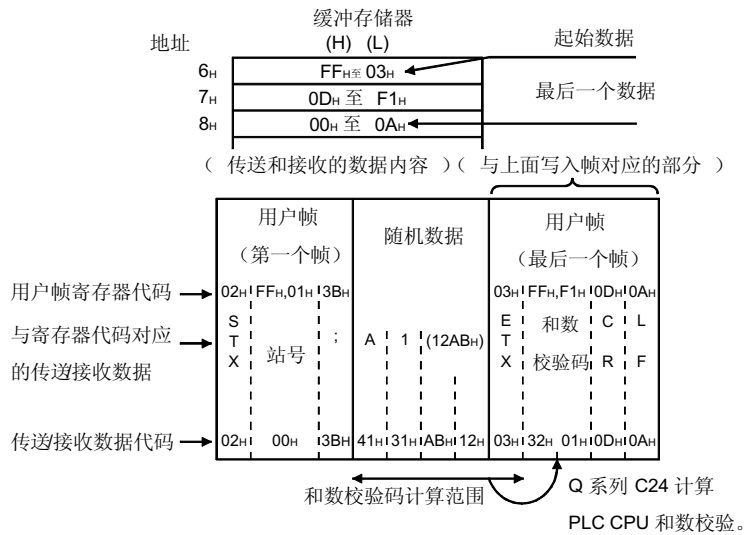 缓冲存储器
地址 (H) (L) 起始数据
6H FFH至 03H
7H 0DH 至 F1H 最后一个数据
8H 00H 至 0AH
( 传送和接收的数据内容 )( 与上面写入帧对应的部分 )
用户帧 随机数据 用户帧
(第一个帧) (最后一个帧)
用户帧寄存器代码 02H FFH,01H 3BH 03H FFH,F1H 0DH 0AH
与寄存器代码对应的传送/接收数据 STX 站号 ; A 1 (12ABH) ETX 和数校验码 CR LF
传送/接收数据代码 02H 00H 3BH 41H 31H ABH 12H 03H 32H 01H 0DH 0AH
和数校验码计算范围
Q 系列 C24 计算
PLC CPU 和数校验。